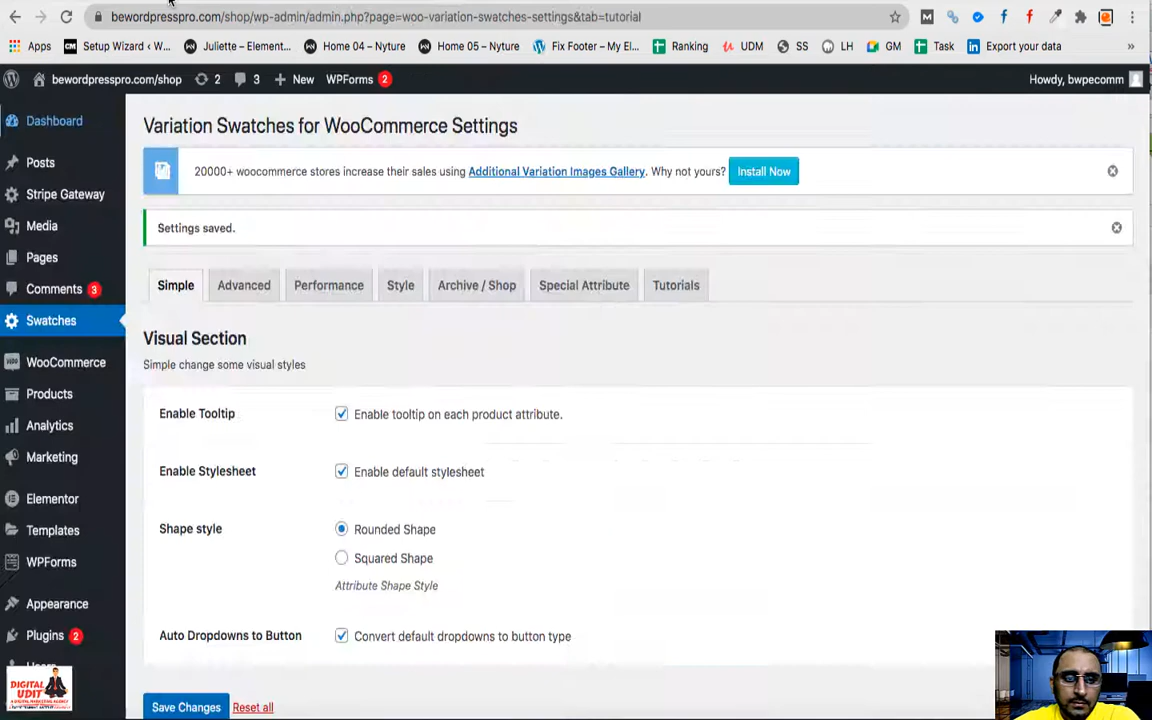 bewordpresspro.com/shop/wp-admin/admin.php?page=woo-variation-swatches-settings&tab=tutorial
Apps
Setup Wizard ‹ W...
Juliette – Element...
Home 04 – Nyture
Home 05 – Nyture
Fix Footer – My El...
Ranking
UDM
SS
LH
GM
Task
Export your data
»
bewordpresspro.com/shop
2
3
New
WPForms 2
Howdy, bwpecomm
Dashboard
Posts
Stripe Gateway
Media
Pages
Comments 3
Swatches
WooCommerce
Products
Analytics
Marketing
Elementor
Templates
WPForms
Appearance
Plugins 2
DIGITAL
UDIT
A DIGITAL MARKETING AGENCY
Variation Swatches for WooCommerce Settings
20000+ woocommerce stores increase their sales using Additional Variation Images Gallery. Why not yours? Install Now
Settings saved.
Simple
Advanced
Performance
Style
Archive / Shop
Special Attribute
Tutorials
Visual Section
Simple change some visual styles
Enable Tooltip
Enable tooltip on each product attribute.
Enable Stylesheet
Enable default stylesheet
Shape style
Rounded Shape
Squared Shape
Attribute Shape Style
Auto Dropdowns to Button
Convert default dropdowns to button type
Save Changes
Reset all